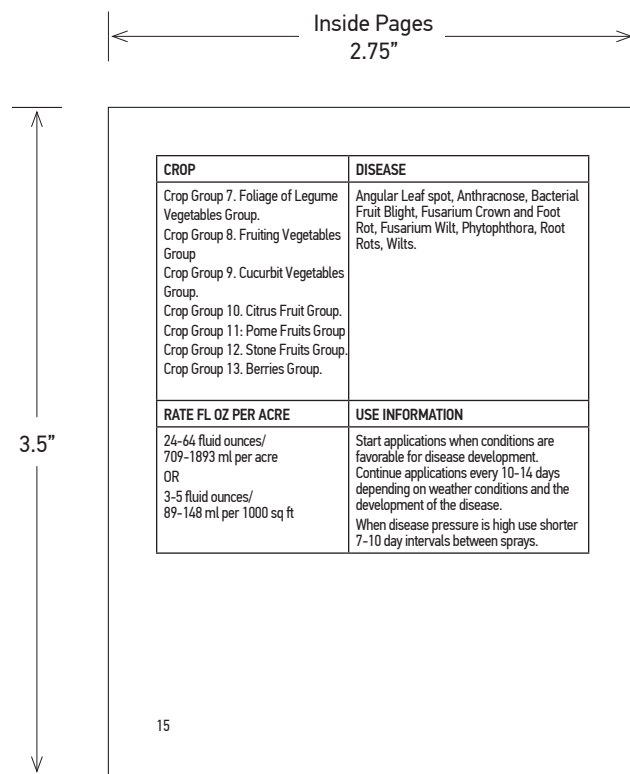 Inside Pages
2.75”
3.5”
CROP
Crop Group 7. Foliage of Legume
Vegetables Group.
Crop Group 8. Fruiting Vegetables
Group
Crop Group 9. Cucurbit Vegetables
Group.
Crop Group 10. Citrus Fruit Group.
Crop Group 11: Pome Fruits Group
Crop Group 12. Stone Fruits Group.
Crop Group 13. Berries Group.
DISEASE
Angular Leaf spot, Anthracnose, Bacterial
Fruit Blight, Fusarium Crown and Foot
Rot, Fusarium Wilt, Phytophthora, Root
Rots, Wilts.
RATE FL OZ PER ACRE
24-64 fluid ounces/
709-1893 ml per acre
OR
3-5 fluid ounces/
89-148 ml per 1000 sq ft
USE INFORMATION
Start applications when conditions are
favorable for disease development.
Continue applications every 10-14 days
depending on weather conditions and the
development of the disease.
When disease pressure is high use shorter
7-10 day intervals between sprays.
15